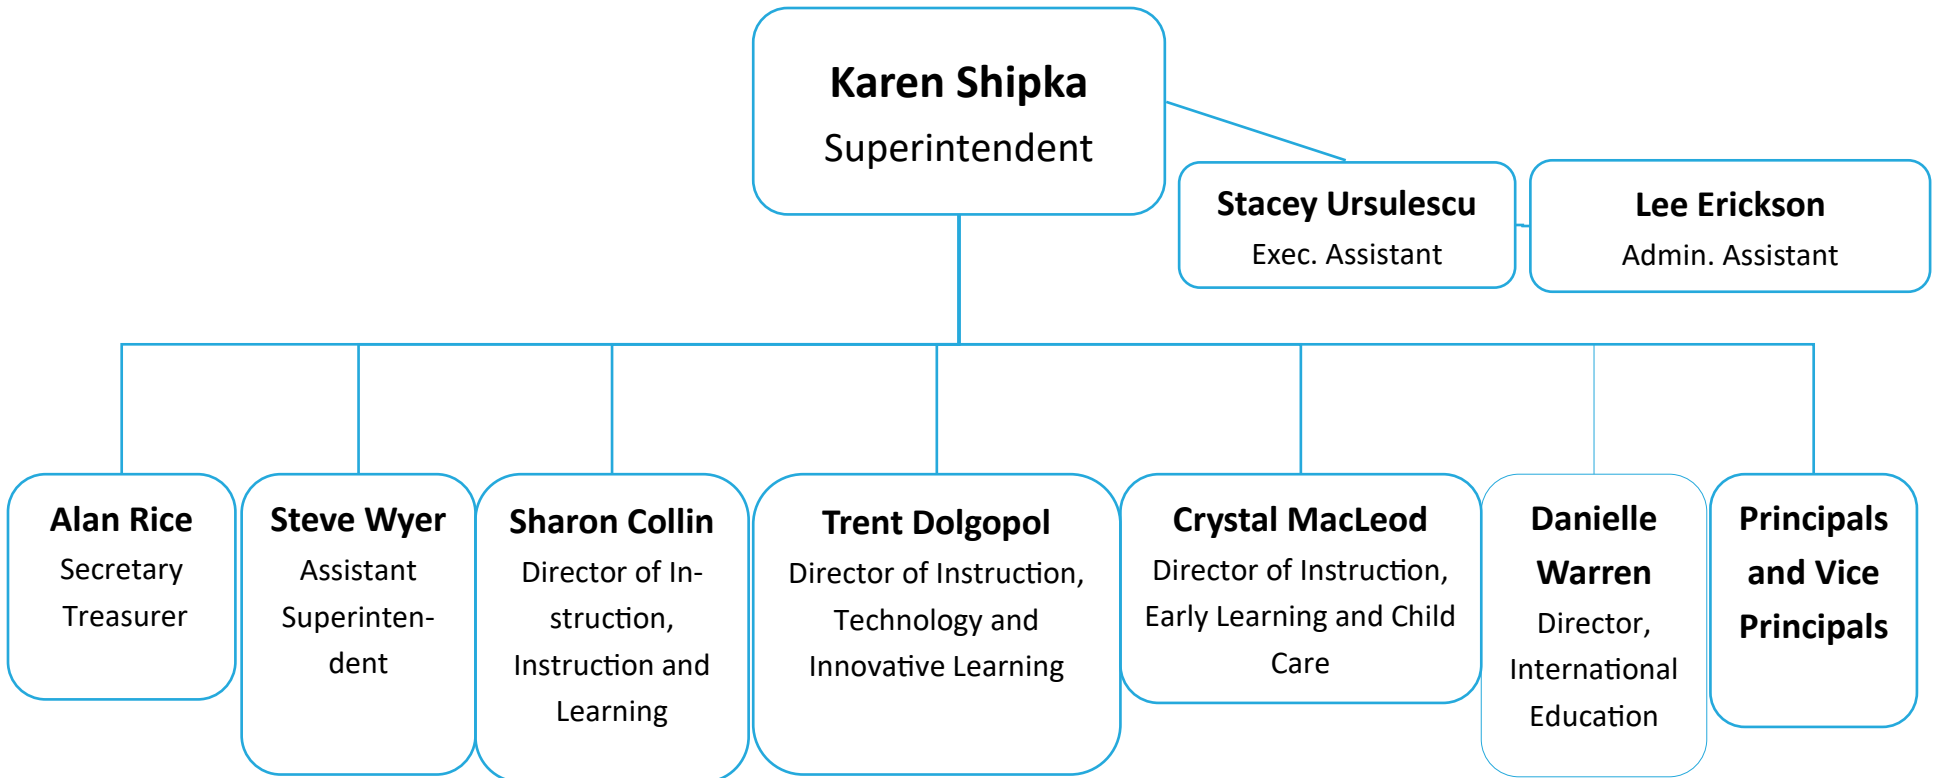 Karen Shipka
Superintendent
Stacey Ursulescu
Exec. Assistant
Lee Erickson
Admin. Assistant
Alan Rice
Secretary
Treasurer
Steve Wyer
Assistant
Superinten-
dent
Sharon Collin
Director of In-
struction,
Instruction and
Learning
Trent Dolgopol
Director of Instruction,
Technology and
Innovative Learning
Crystal MacLeod
Director of Instruction,
Early Learning and Child
Care
Danielle
Warren
Director,
International
Education
Principals
and Vice
Principals